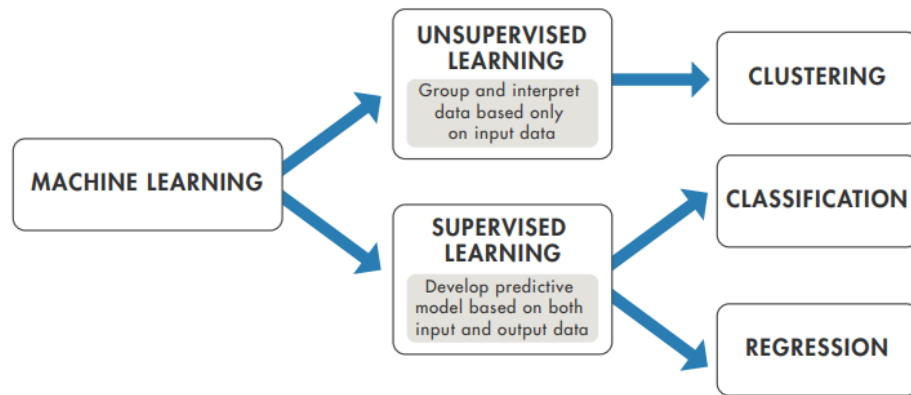 MACHINE LEARNING
UNSUPERVISED
LEARNING
Group and interpret
data based only
on input data
SUPERVISED
LEARNING
Develop predictive
model based on both
input and output data
CLUSTERING
CLASSIFICATION
REGRESSION